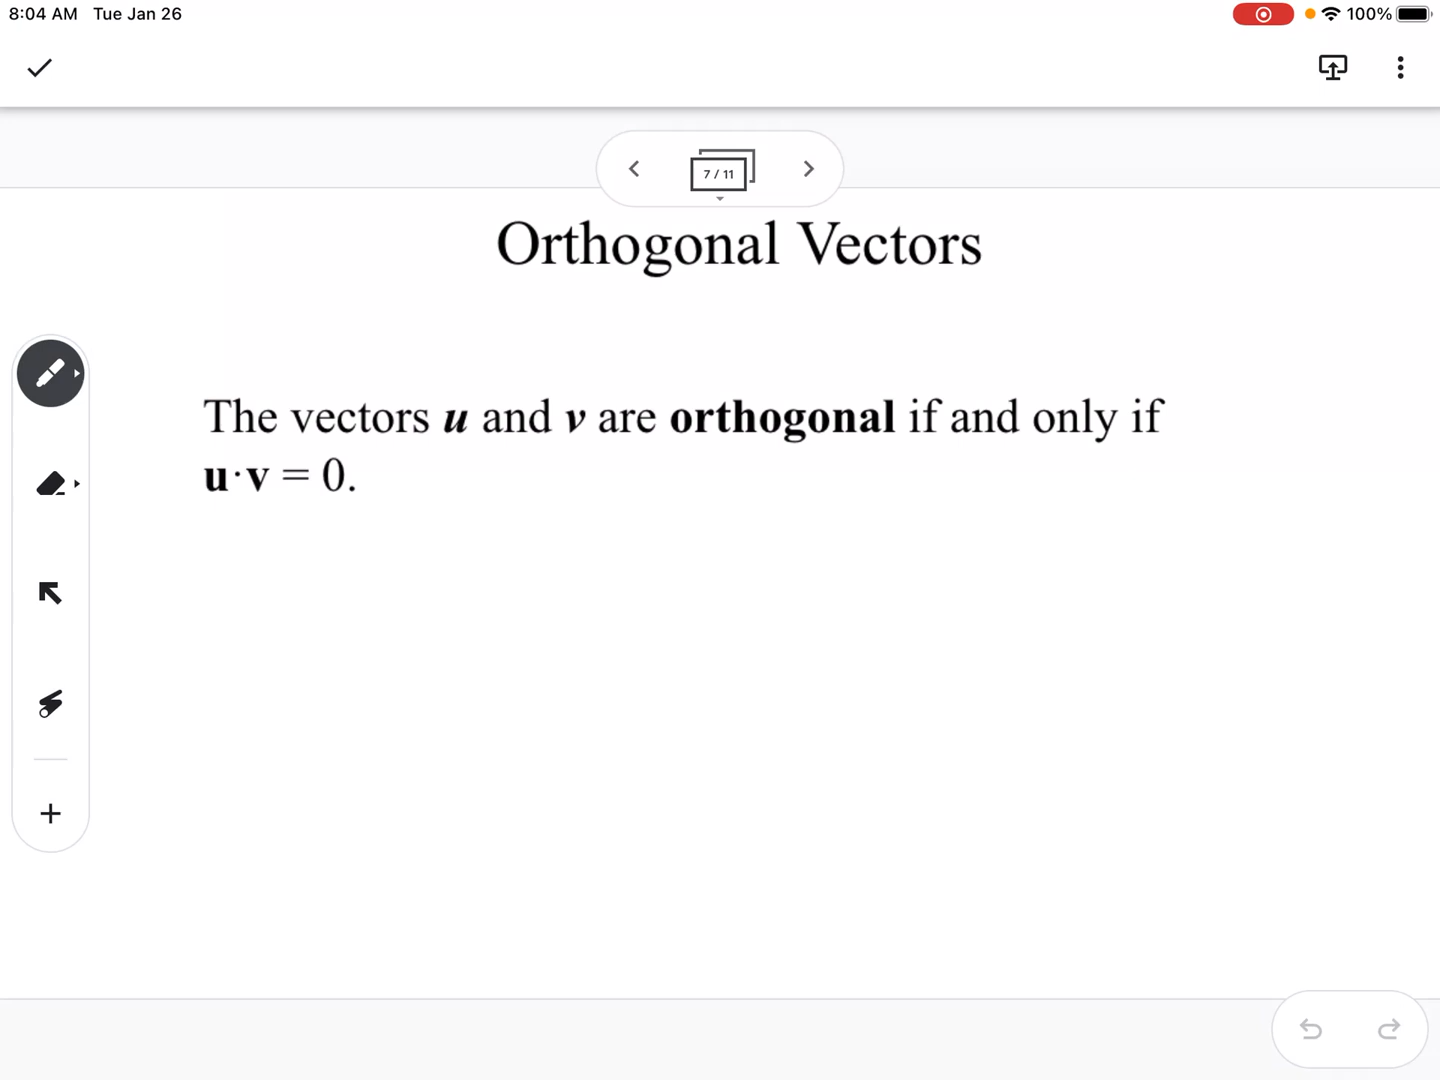 8:04 AM Tue Jan 26
100%
7 / 11
Orthogonal Vectors
The vectors u and v are orthogonal if and only if
u·v = 0.